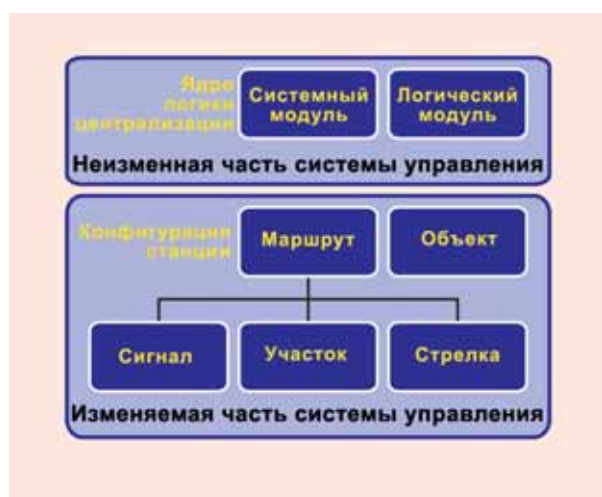 Ядро
логики
централизации
Системный
модуль
Логический
модуль
Неизменная часть системы управления
Конфигурация
станции
Маршрут
Объект
Сигнал
Участок
Стрелка
Изменяемая часть системы управления